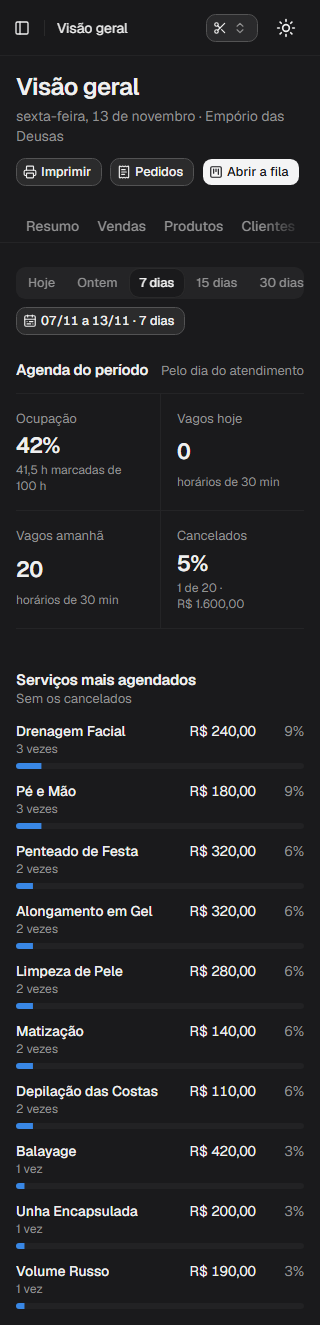 Visão geral
Visão geral
sexta-feira, 13 de novembro · Empório das
Deusas
Imprimir Pedidos Abrir a fila
Resumo Vendas Produtos Clientes
Hoje Ontem 7 dias 15 dias 30 dias
07/11 a 13/11 · 7 dias
Agenda do período Pelo dia do atendimento
Ocupação
42%
41,5 h marcadas de
100 h
Vagos hoje
0
horários de 30 min
Vagos amanhã
20
horários de 30 min
Cancelados
5%
1 de 20 ·
R$ 1.600,00
Serviços mais agendados
Sem os cancelados
Drenagem Facial R$ 240,00 9%
3 vezes
Pé e Mão R$ 180,00 9%
3 vezes
Penteado de Festa R$ 320,00 6%
2 vezes
Alongamento em Gel R$ 320,00 6%
2 vezes
Limpeza de Pele R$ 280,00 6%
2 vezes
Matização R$ 140,00 6%
2 vezes
Depilação das Costas R$ 110,00 6%
2 vezes
Balayage R$ 420,00 3%
1 vez
Unha Encapsulada R$ 200,00 3%
1 vez
Volume Russo R$ 190,00 3%
1 vez